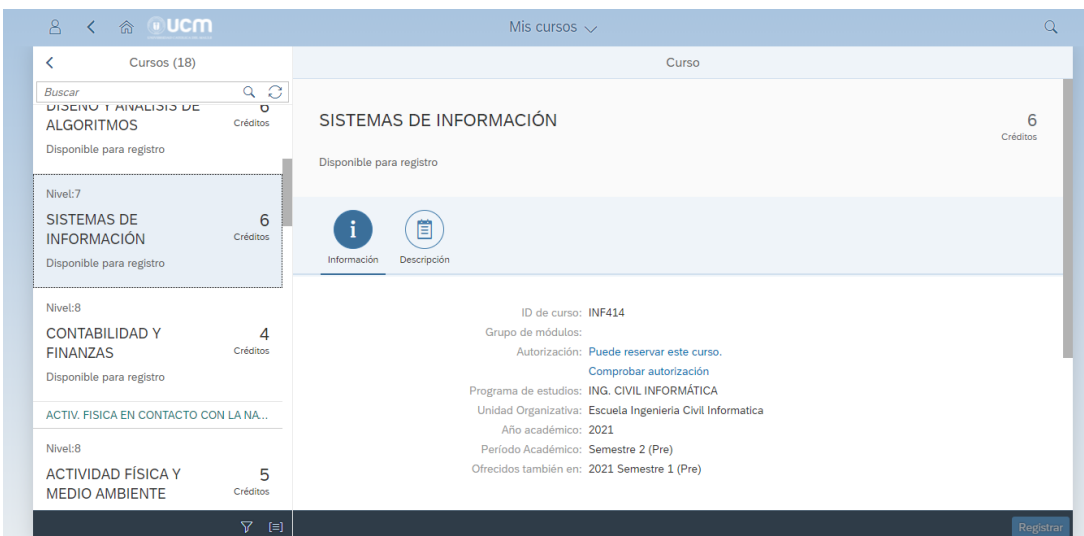 ucm
Mis cursos
Cursos (18)
Curso
Buscar
DISEÑO Y ANÁLISIS DE
6
ALGORITMOS
Créditos
Disponible para registro
Nivel:7
SISTEMAS DE
6
INFORMACIÓN
Créditos
Disponible para registro
Nivel:8
CONTABILIDAD Y
4
FINANZAS
Créditos
Disponible para registro
ACTIV. FISICA EN CONTACTO CON LA NA...
Nivel:8
ACTIVIDAD FÍSICA Y
5
MEDIO AMBIENTE
Créditos
SISTEMAS DE INFORMACIÓN
6
Créditos
Disponible para registro
Información
Descripción
ID de curso: INF414
Grupo de módulos:
Autorización: Puede reservar este curso.
Comprobar autorización
Programa de estudios: ING. CIVIL INFORMÁTICA
Unidad Organizativa: Escuela Ingenieria Civil Informatica
Año académico: 2021
Período Académico: Semestre 2 (Pre)
Ofrecidos también en: 2021 Semestre 1 (Pre)
Registrar